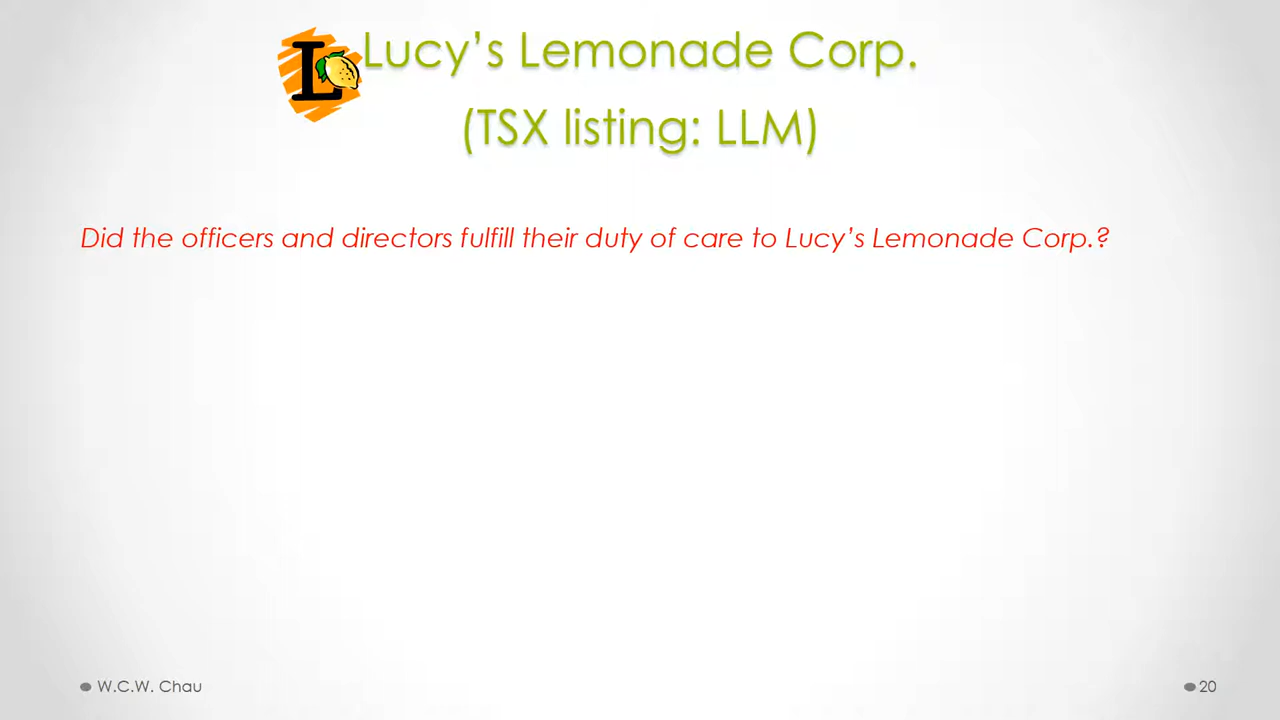 L
Lucy’s Lemonade Corp.
(TSX listing: LLM)
Did the officers and directors fulfill their duty of care to Lucy’s Lemonade Corp.?
W.C.W. Chau
20